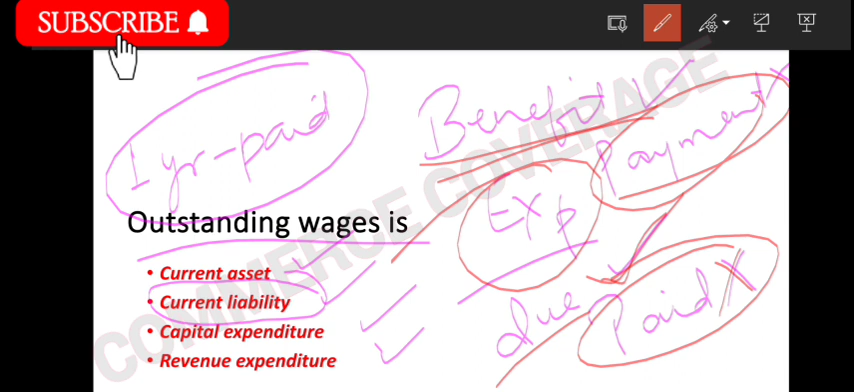 SUBSCRIBE
1 yr-paid
Benefit
Payment
Exp
Outstanding wages is
• Current asset
• Current liability
• Capital expenditure
• Revenue expenditure
due
Paid
COMMERCE COVERAGE